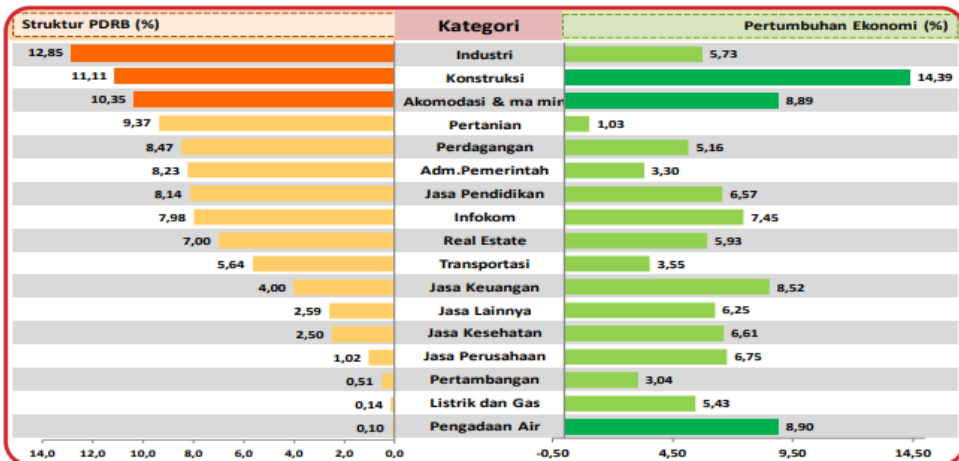 Struktur PDRB (%) Kategori Pertumbuhan Ekonomi (%)
12,85 Industri 5,73
11,11 Konstruksi 14,39
10,35 Akomodasi & ma min 8,89
9,37 Pertanian 1,03
8,47 Perdagangan 5,16
8,23 Adm.Pemerintah 3,30
8,14 Jasa Pendidikan 6,57
7,98 Infokom 7,45
7,00 Real Estate 5,93
5,64 Transportasi 3,55
4,00 Jasa Keuangan 8,52
2,59 Jasa Lainnya 6,25
2,50 Jasa Kesehatan 6,61
1,02 Jasa Perusahaan 6,75
0,51 Pertambangan 3,04
0,14 Listrik dan Gas 5,43
0,10 Pengadaan Air 8,90
14,0 12,0 10,0 8,0 6,0 4,0 2,0 0,0 -0,50 4,50 9,50 14,50